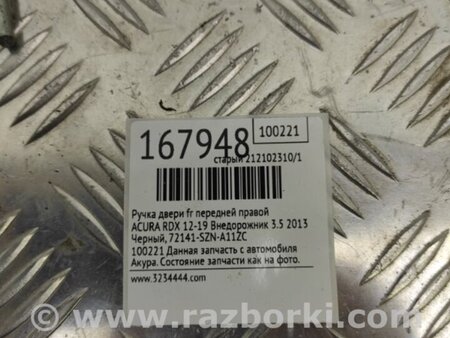 167948
100221
старый 212102310/1
Ручка двери fr передней правой
ACURA RDX 12-19 Внедорожник 3.5 2013
Черный, 72141-SZN-A11ZC
100221 Данная запчасть с автомобиля
Акура. Состояние запчасти как на фото.
www.3234444.com
www.razborki.com